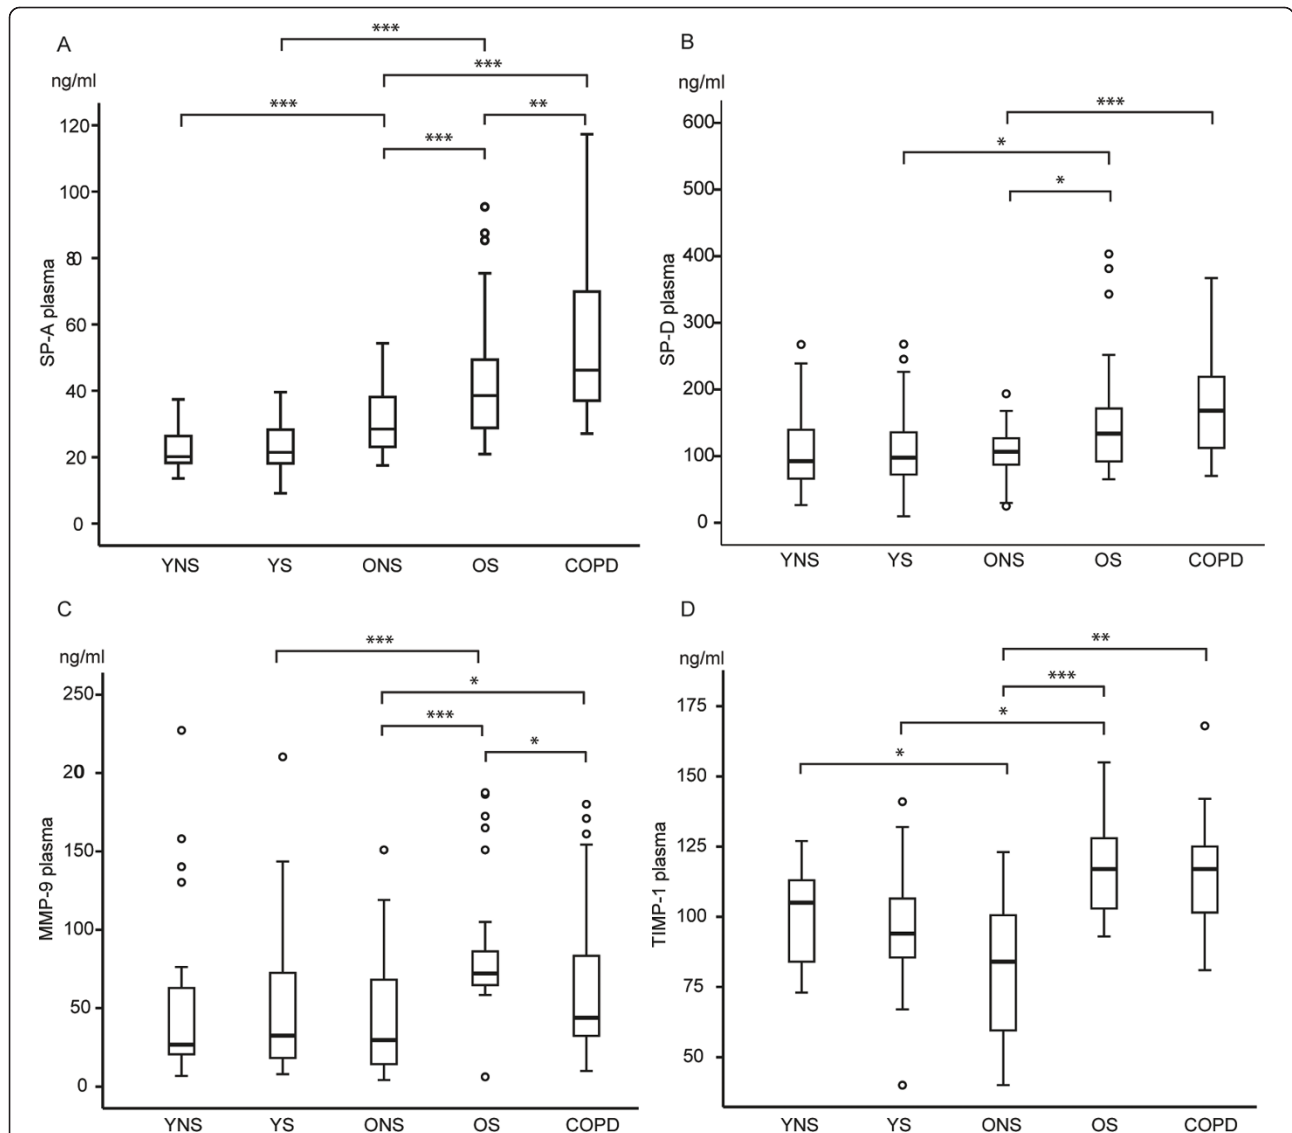 A
ng/ml
***
***
***
**
***
120
100
80
60
40
20
0
SP-A plasma
YNS YS ONS OS COPD
B
ng/ml
***
*
*
600
500
400
300
200
100
0
SP-D plasma
YNS YS ONS OS COPD
C
ng/ml
***
*
***
*
250
20
150
100
50
0
MMP-9 plasma
YNS YS ONS OS COPD
D
ng/ml
**
***
*
*
175
150
125
100
75
50
TIMP-1 plasma
YNS YS ONS OS COPD